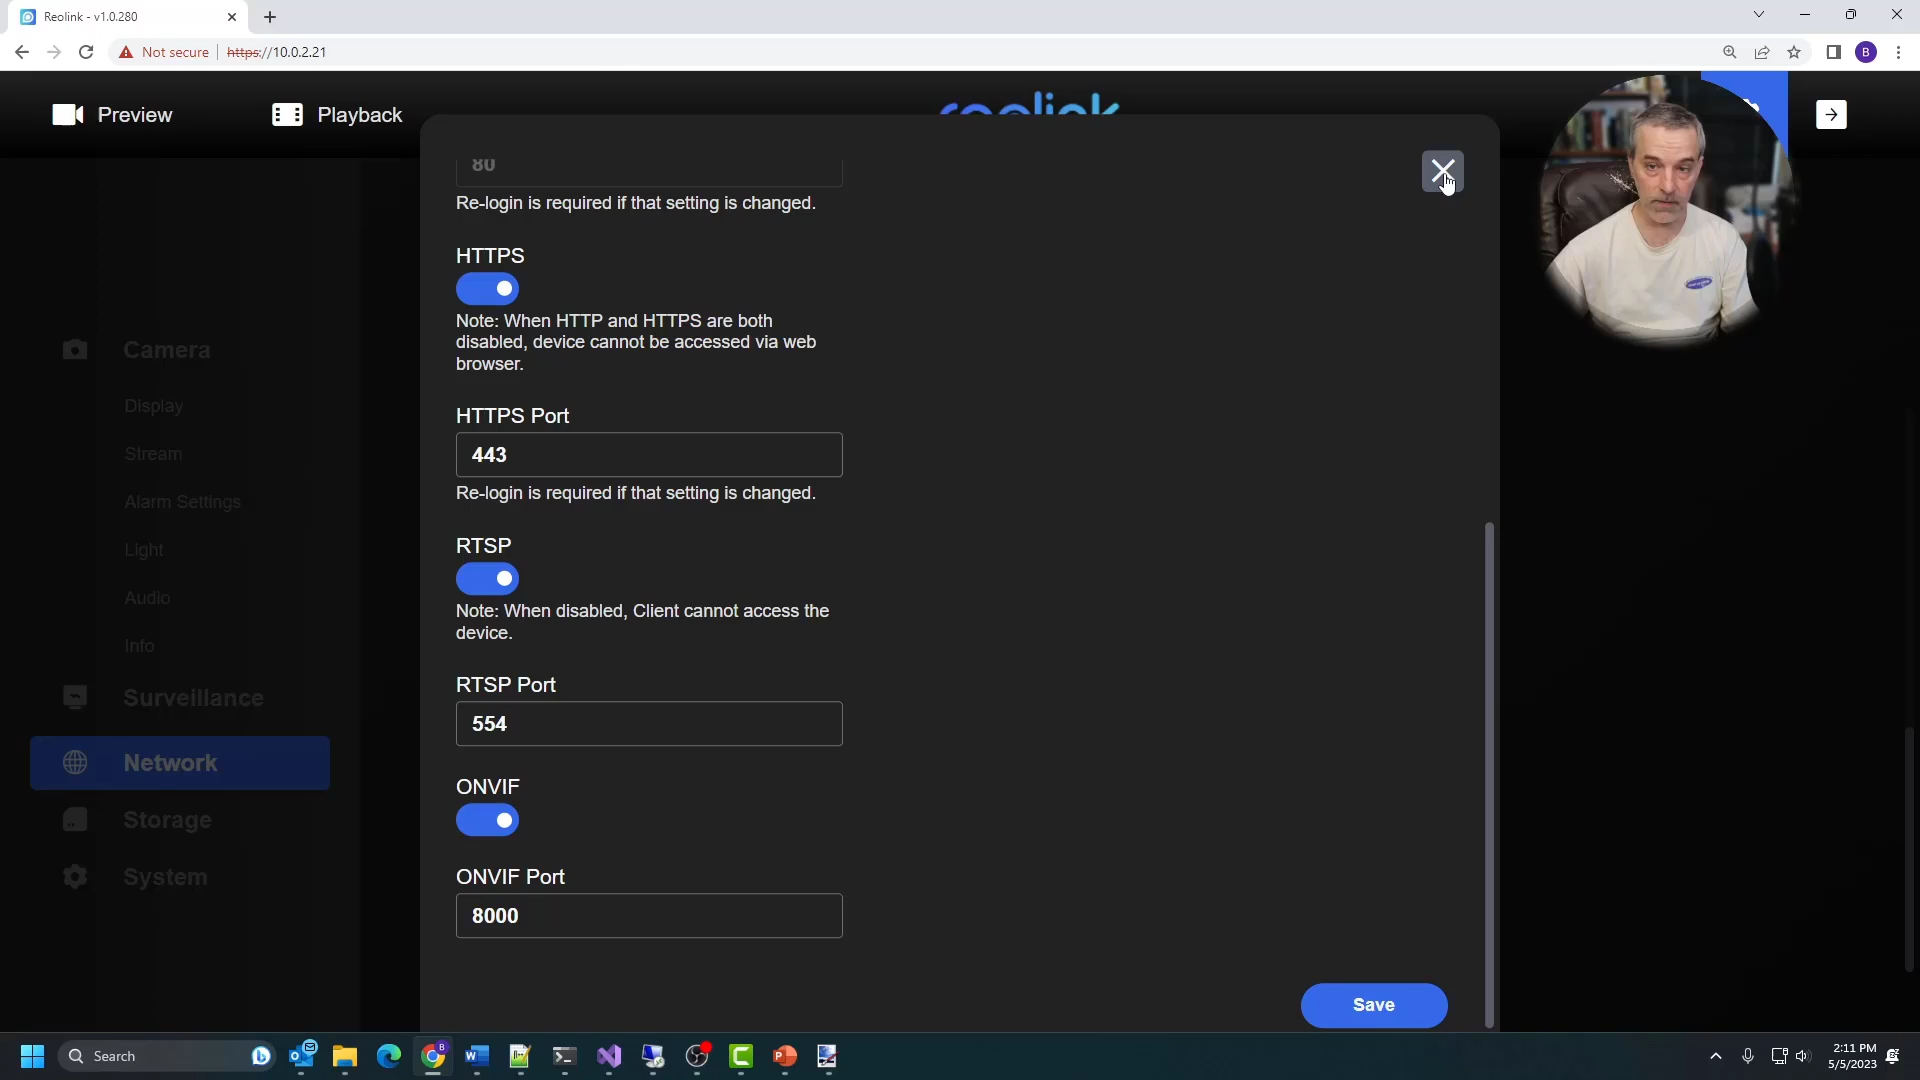 Reolink - v1.0.280
Not secure
https://10.0.2.21
B
Preview
Playback
reolink
80
Re-login is required if that setting is changed.
HTTPS
Note: When HTTP and HTTPS are both
disabled, device cannot be accessed via web
browser.
HTTPS Port
443
Re-login is required if that setting is changed.
RTSP
Note: When disabled, Client cannot access the
device.
RTSP Port
554
ONVIF
ONVIF Port
8000
Save
Camera
Display
Stream
Alarm Settings
Light
Audio
Info
Surveillance
Network
Storage
System
Search
2:11 PM
5/5/2023